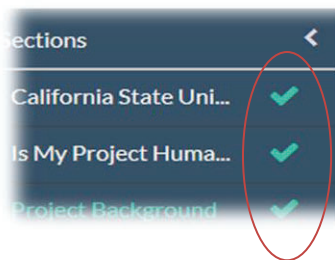 Sections
California State Uni...
Is My Project Huma...
Project Background